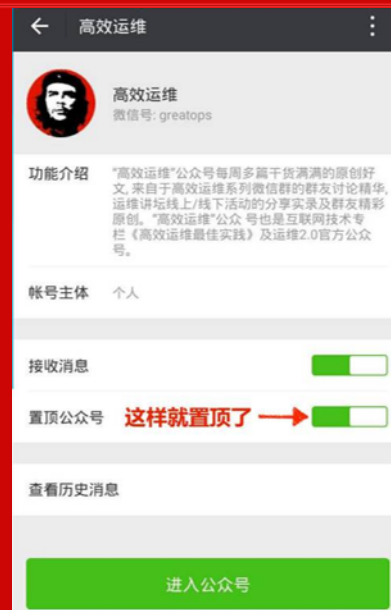 高效运维
高效运维
微信号: greatops
功能介绍
“高效运维”公众号每周多篇干货满满的原创好
文, 来自于高效运维系列微信群的群友讨论精华,
运维讲坛线上/线下活动的分享实录及群友精彩
原创。“高效运维”公众 号也是互联网技术专
栏《高效运维最佳实践》及运维2.0官方公众
号。
帐号主体 个人
接收消息
置顶公众号 这样就置顶了
查看历史消息
进入公众号